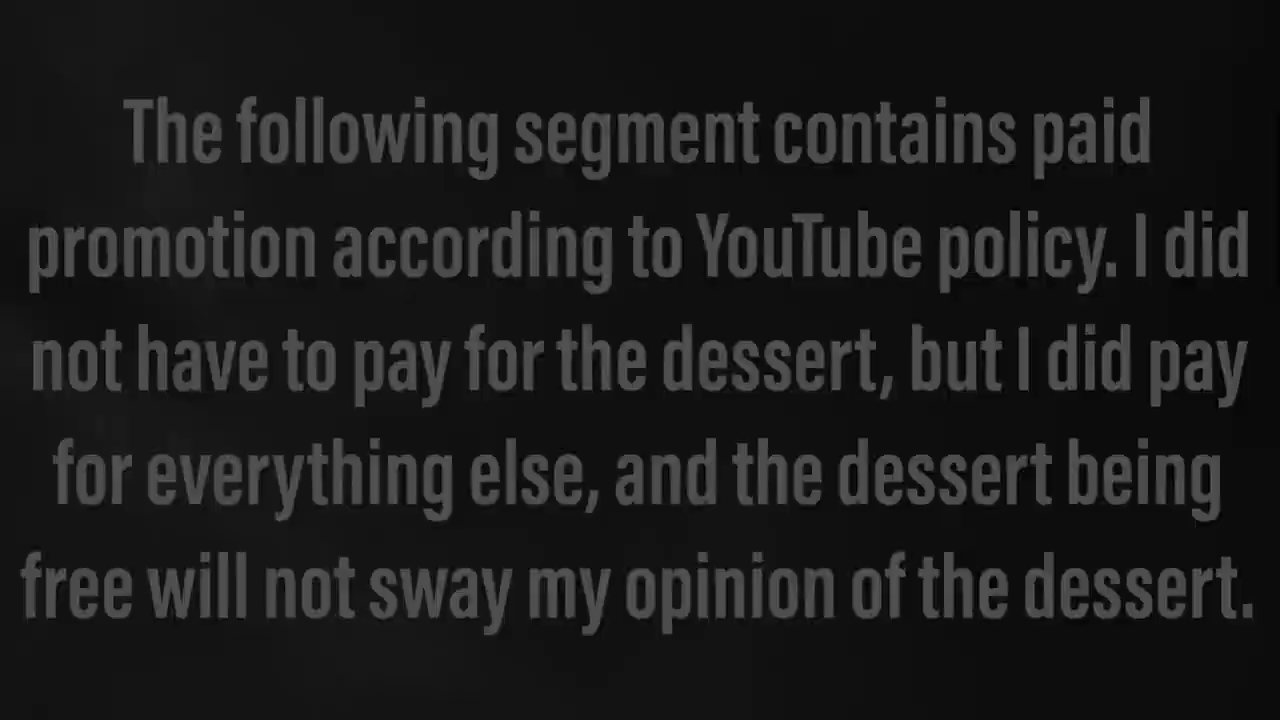 The following segment contains paid
promotion according to YouTube policy. I did
not have to pay for the dessert, but I did pay
for everything else, and the dessert being
free will not sway my opinion of the dessert.